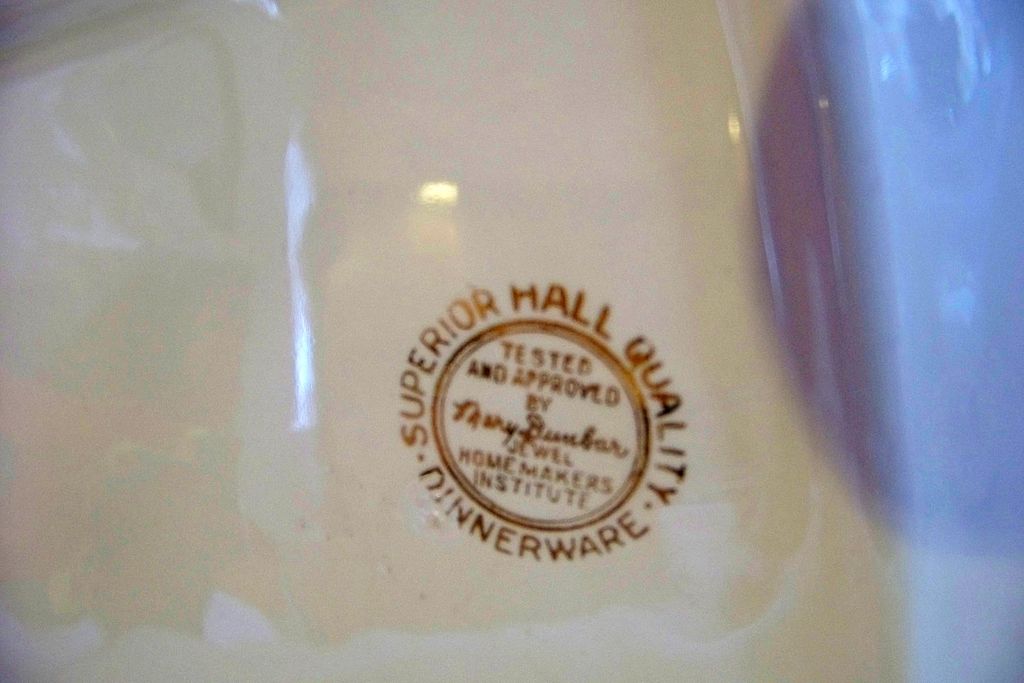 SUPERIOR HALL QUALITY
· DINNERWARE ·
TESTED
AND APPROVED
BY
Mary Dunbar
JEWEL
HOMEMAKERS
INSTITUTE